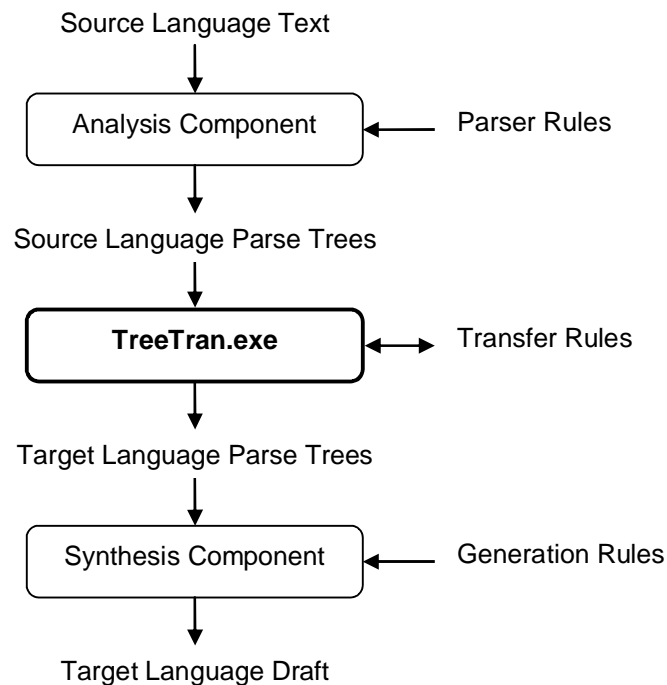 Source Language Text
Analysis Component
Parser Rules
Source Language Parse Trees
TreeTran.exe
Transfer Rules
Target Language Parse Trees
Synthesis Component
Generation Rules
Target Language Draft